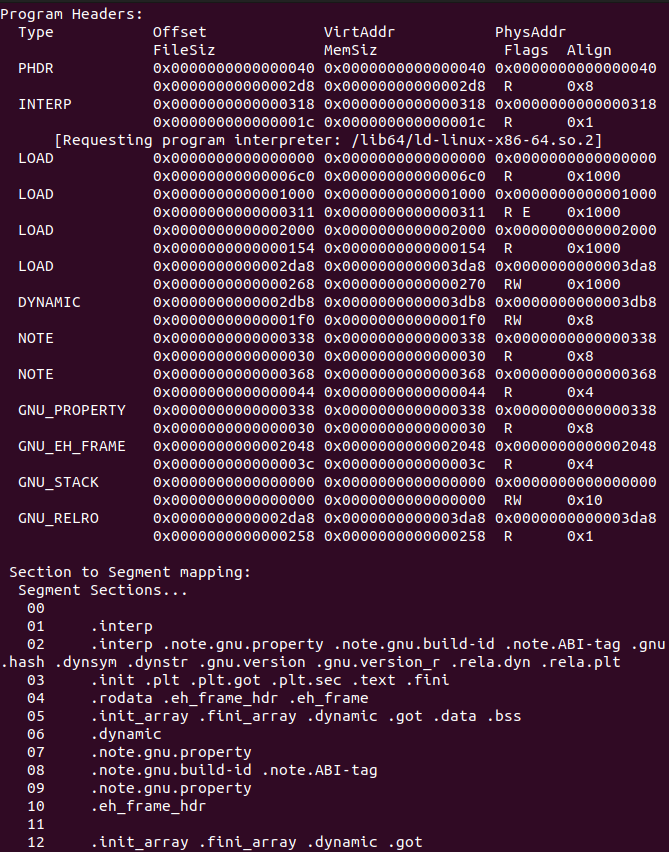 Program Headers:
  Type           Offset             VirtAddr           PhysAddr
                 FileSiz            MemSiz              Flags  Align
  PHDR           0x0000000000000040 0x0000000000000040 0x0000000000000040
                 0x00000000000002d8 0x00000000000002d8  R      0x8
  INTERP         0x0000000000000318 0x0000000000000318 0x0000000000000318
                 0x000000000000001c 0x000000000000001c  R      0x1
      [Requesting program interpreter: /lib64/ld-linux-x86-64.so.2]
  LOAD           0x0000000000000000 0x0000000000000000 0x0000000000000000
                 0x00000000000006c0 0x00000000000006c0  R      0x1000
  LOAD           0x0000000000001000 0x0000000000001000 0x0000000000001000
                 0x0000000000000311 0x0000000000000311  R E    0x1000
  LOAD           0x0000000000002000 0x0000000000002000 0x0000000000002000
                 0x0000000000000154 0x0000000000000154  R      0x1000
  LOAD           0x0000000000002da8 0x0000000000003da8 0x0000000000003da8
                 0x0000000000000268 0x0000000000000270  RW     0x1000
  DYNAMIC        0x0000000000002db8 0x0000000000003db8 0x0000000000003db8
                 0x00000000000001f0 0x00000000000001f0  RW     0x8
  NOTE           0x0000000000000338 0x0000000000000338 0x0000000000000338
                 0x0000000000000030 0x0000000000000030  R      0x8
  NOTE           0x0000000000000368 0x0000000000000368 0x0000000000000368
                 0x0000000000000044 0x0000000000000044  R      0x4
  GNU_PROPERTY   0x0000000000000338 0x0000000000000338 0x0000000000000338
                 0x0000000000000030 0x0000000000000030  R      0x8
  GNU_EH_FRAME   0x0000000000002048 0x0000000000002048 0x0000000000002048
                 0x000000000000003c 0x000000000000003c  R      0x4
  GNU_STACK      0x0000000000000000 0x0000000000000000 0x0000000000000000
                 0x0000000000000000 0x0000000000000000  RW     0x10
  GNU_RELRO      0x0000000000002da8 0x0000000000003da8 0x0000000000003da8
                 0x0000000000000258 0x0000000000000258  R      0x1

 Section to Segment mapping:
  Segment Sections...
   00
   01     .interp
   02     .interp .note.gnu.property .note.gnu.build-id .note.ABI-tag .gnu
.hash .dynsym .dynstr .gnu.version .gnu.version_r .rela.dyn .rela.plt
   03     .init .plt .plt.got .plt.sec .text .fini
   04     .rodata .eh_frame_hdr .eh_frame
   05     .init_array .fini_array .dynamic .got .data .bss
   06     .dynamic
   07     .note.gnu.property
   08     .note.gnu.build-id .note.ABI-tag
   09     .note.gnu.property
   10     .eh_frame_hdr
   11
   12     .init_array .fini_array .dynamic .got